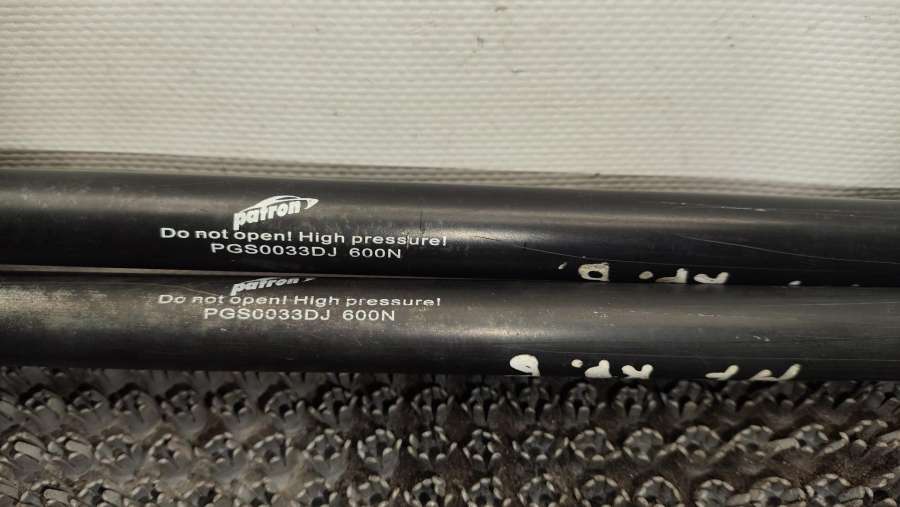 patron
Do not open! High pressure!
PGS0033DJ 600N
patron
Do not open! High pressure!
PGS0033DJ 600N